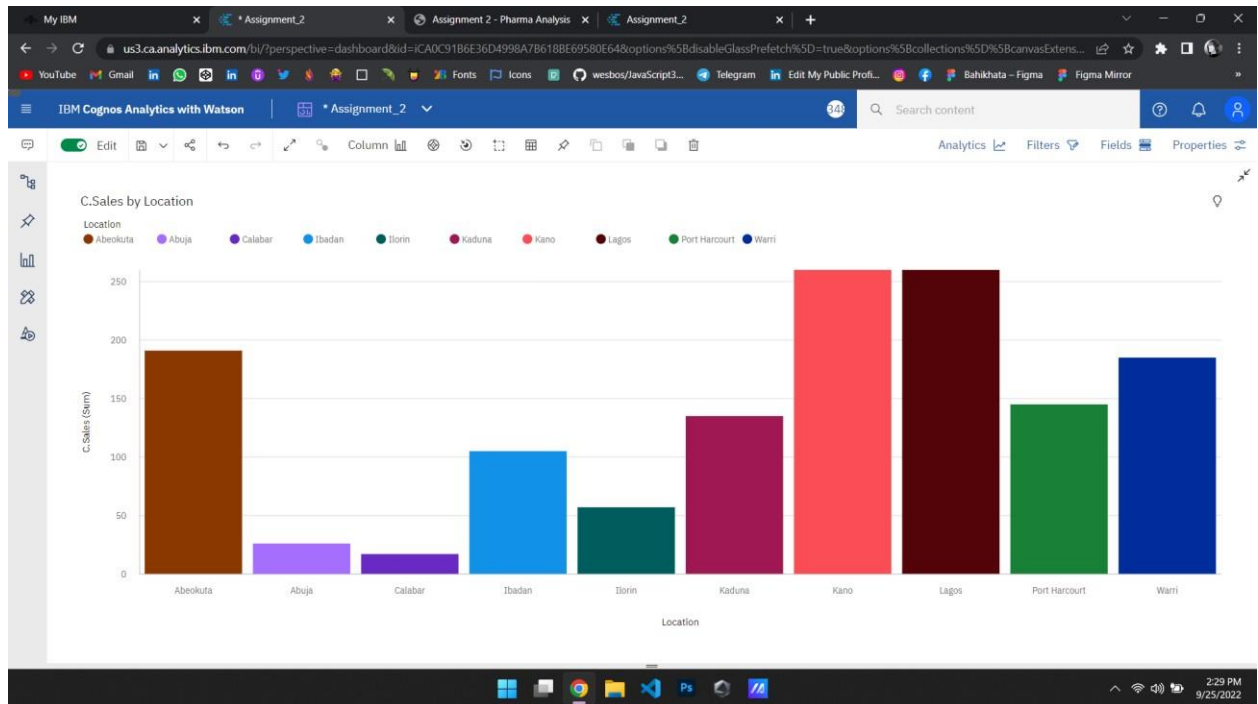 My IBM * Assignment_2 Assignment 2 - Pharma Analysis Assignment_2
us3.ca.analytics.ibm.com/bi/?perspective=dashboard&id=iCA0C91B6E36D4998A7B618BE69580E64&options%5BdisableGlassPrefetch%5D=true&options%5Bcollections%5D%5BcanvasExtens...
YouTube Gmail Fonts Icons wesbos/JavaScript3... Telegram Edit My Public Profi... Bahikhata – Figma Figma Mirror »
IBM Cognos Analytics with Watson * Assignment_2 Search content
Edit Column Analytics Filters Fields Properties
C.Sales by Location
Location
Abeokuta Abuja Calabar Ibadan Ilorin Kaduna Kano Lagos Port Harcourt Warri
250
200
150
100
50
0
C.Sales (Sum)
Abeokuta Abuja Calabar Ibadan Ilorin Kaduna Kano Lagos Port Harcourt Warri
Location
Ps
2:29 PM
9/25/2022